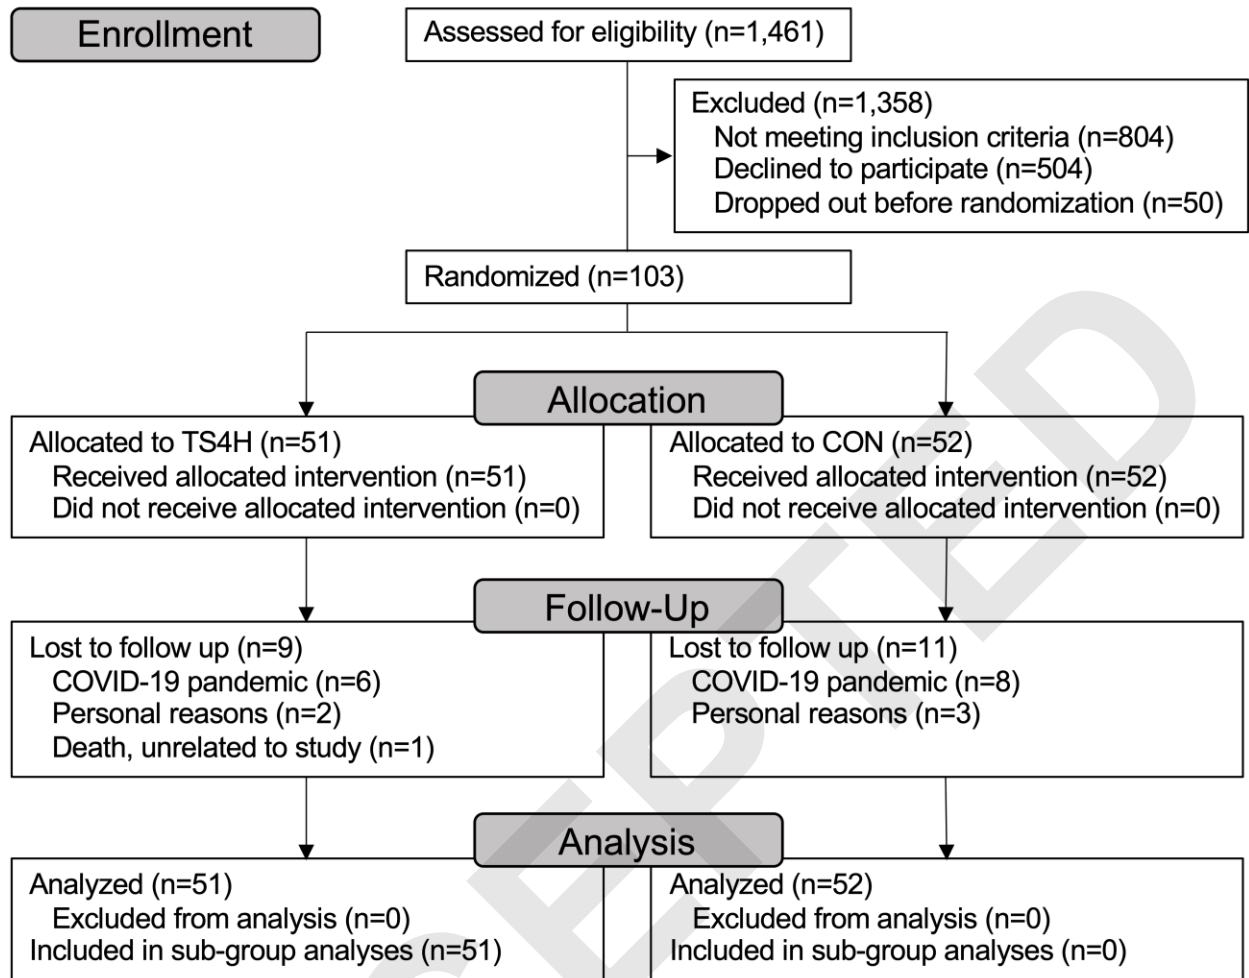 Enrollment
Assessed for eligibility (n=1,461)
Excluded (n=1,358)
Not meeting inclusion criteria (n=804)
Declined to participate (n=504)
Dropped out before randomization (n=50)
Randomized (n=103)
Allocation
Allocated to TS4H (n=51)
Received allocated intervention (n=51)
Did not receive allocated intervention (n=0)
Allocated to CON (n=52)
Received allocated intervention (n=52)
Did not receive allocated intervention (n=0)
Follow-Up
Lost to follow up (n=9)
COVID-19 pandemic (n=6)
Personal reasons (n=2)
Death, unrelated to study (n=1)
Lost to follow up (n=11)
COVID-19 pandemic (n=8)
Personal reasons (n=3)
Analysis
Analyzed (n=51)
Excluded from analysis (n=0)
Included in sub-group analyses (n=51)
Analyzed (n=52)
Excluded from analysis (n=0)
Included in sub-group analyses (n=0)
CEPTED